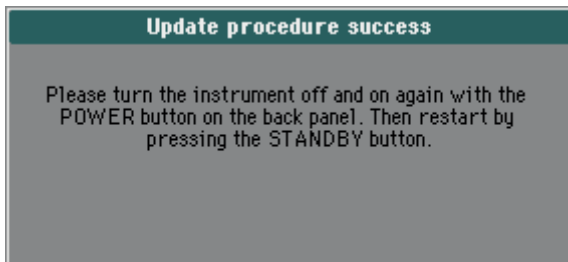 Update procedure success
Please turn the instrument off and on again with the
POWER button on the back panel. Then restart by
pressing the STANDBY button.